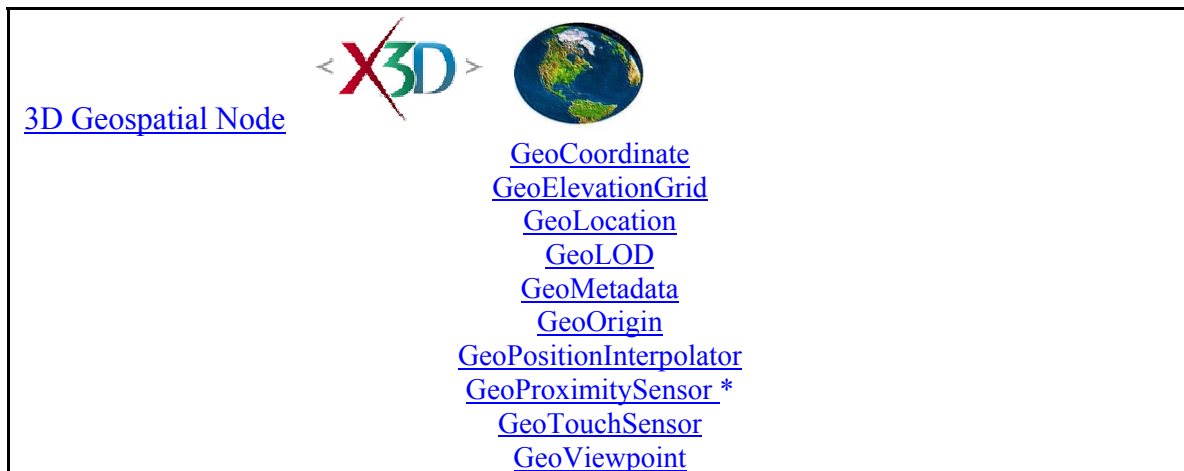 < X3D >
3D Geospatial Node
GeoCoordinate
GeoElevationGrid
GeoLocation
GeoLOD
GeoMetadata
GeoOrigin
GeoPositionInterpolator
GeoProximitySensor *
GeoTouchSensor
GeoViewpoint